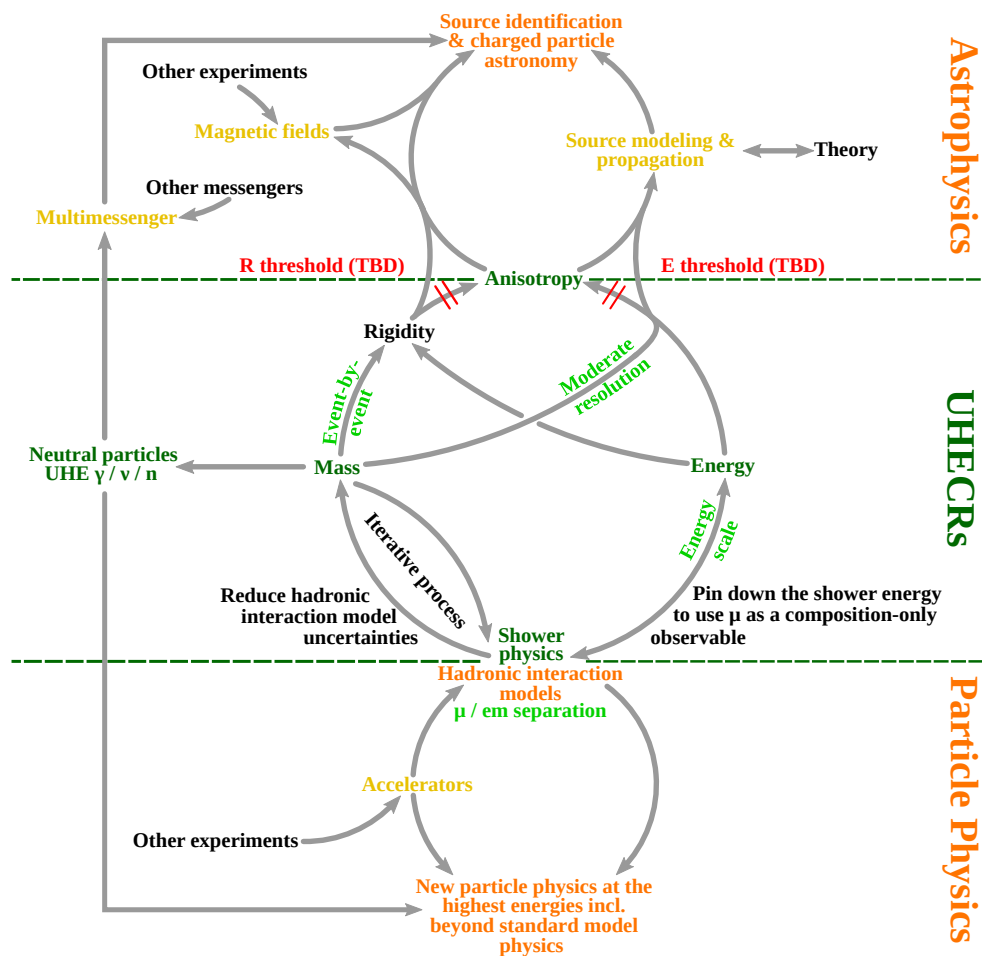 Source identification
& charged particle
astronomy
Astrophysics
Other experiments
Magnetic fields
Source modeling &
propagation
Theory
Other messengers
Multimessenger
R threshold (TBD)
E threshold (TBD)
Anisotropy
Rigidity
Moderate
resolution
Event-by-
event
UHECRs
Neutral particles
UHE γ / ν / n
Mass
Energy
Energy
scale
Iterative process
Reduce hadronic
interaction model
uncertainties
Pin down the shower energy
to use μ as a composition-only
observable
Shower
physics
Hadronic interaction
models
μ / em separation
Particle Physics
Accelerators
Other experiments
New particle physics at the
highest energies incl.
beyond standard model
physics